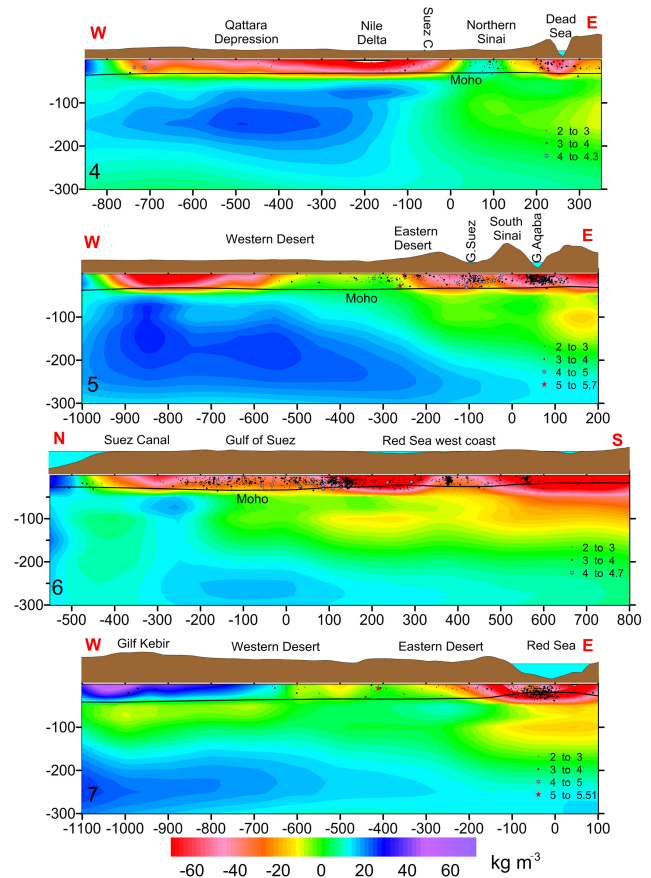 W
Qattara
Depression
Nile
Delta
Suez C.
Northern
Sinai
Dead
Sea
E
Moho
-100
-200
-300
4
2 to 3
3 to 4
4 to 4.3
-800 -700 -600 -500 -400 -300 -200 -100 0 100 200 300
W
Western Desert
Eastern
Desert
G.Suez
South
Sinai
G.Aqaba
E
Moho
-100
-200
-300
5
2 to 3
3 to 4
4 to 5
5 to 5.7
-1000 -900 -800 -700 -600 -500 -400 -300 -200 -100 0 100 200
N
Suez Canal
Gulf of Suez
Red Sea west coast
S
Moho
-100
-200
-300
6
2 to 3
3 to 4
4 to 4.7
-500 -400 -300 -200 -100 0 100 200 300 400 500 600 700 800
W
Gilf Kebir
Western Desert
Eastern Desert
Red Sea
E
-100
-200
-300
7
2 to 3
3 to 4
4 to 5
5 to 5.51
-1100 -1000 -900 -800 -700 -600 -500 -400 -300 -200 -100 0 100
-60 -40 -20 0 20 40 60
kg m-3